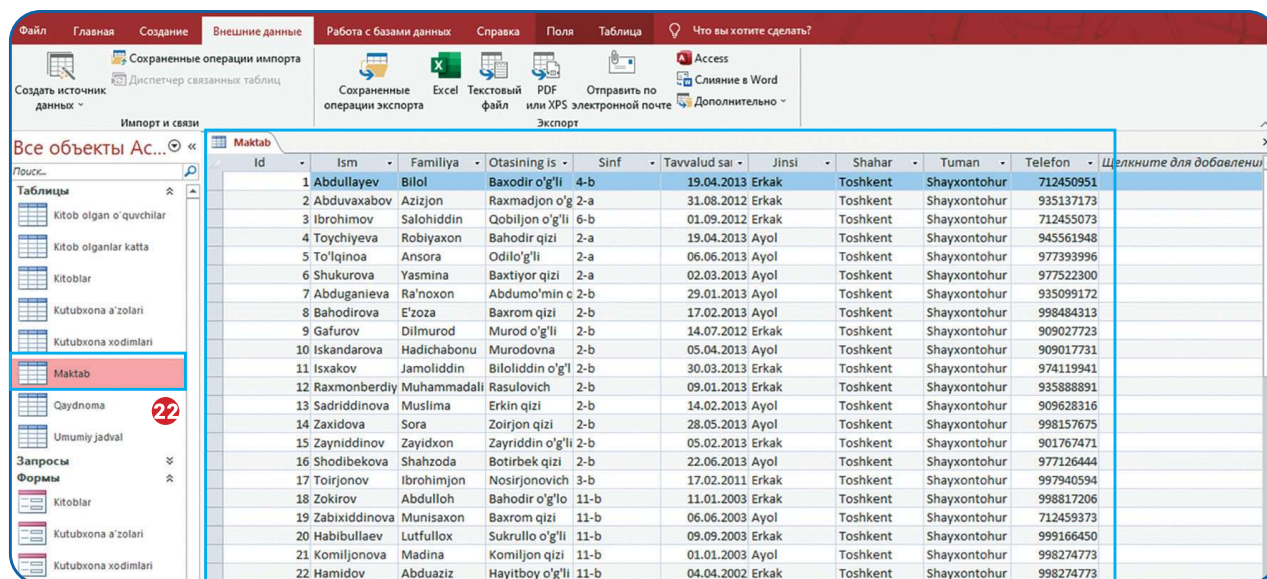 Файл Главная Создание Внешние данные Работа с базами данных Справка Поля Таблица Что вы хотите сделать?
Создать источник данных
Сохраненные операции импорта
Диспетчер связанных таблиц
Импорт и связи
Сохраненные операции экспорта
Excel
Текстовый файл
PDF или XPS
Отправить по электронной почте
Access
Слияние в Word
Дополнительно
Экспорт
Все объекты Ac...
Поиск...
Таблицы
Kitob olgan o`quvchilar
Kitob olganlar katta
Kitoblar
Kutubxona a`zolari
Kutubxona xodimlari
Maktab
Qaydnoma
22
Umumiy jadval
Запросы
Формы
Kitoblar
Kutubxona a`zolari
Kutubxona xodimlari
Maktab
Id Ism Familiya Otasining is Sinf Tavvalud sai Jinsi Shahar Tuman Telefon Щелкните для добавления
1 Abdullayev Bilol Baxodir o'g'li 4-b 19.04.2013 Erkak Toshkent Shayxontohur 712450951
2 Abduvaxabov Azizjon Raxmadjon o'g 2-a 31.08.2012 Erkak Toshkent Shayxontohur 935137173
3 Ibrohimov Salohiddin Qobiljon o'g'li 6-b 01.09.2012 Erkak Toshkent Shayxontohur 712455073
4 Toychiyeva Robiyaxon Bahodir qizi 2-a 19.04.2013 Ayol Toshkent Shayxontohur 945561948
5 To'lqinoa Ansora Odilo'g'li 2-a 06.06.2013 Ayol Toshkent Shayxontohur 977393996
6 Shukurova Yasmina Baxtiyor qizi 2-a 02.03.2013 Ayol Toshkent Shayxontohur 977522300
7 Abduganieva Ra'noxon Abdumo'min q 2-b 29.01.2013 Ayol Toshkent Shayxontohur 935099172
8 Bahodirova E'zoza Baxrom qizi 2-b 17.02.2013 Ayol Toshkent Shayxontohur 998484313
9 Gafurov Dilmurod Murod o'g'li 2-b 14.07.2012 Erkak Toshkent Shayxontohur 909027723
10 Iskandarova Hadichabonu Murodovna 2-b 05.04.2013 Ayol Toshkent Shayxontohur 909017731
11 Isxakov Jamoliddin Biloliddin o'g'l 2-b 30.03.2013 Erkak Toshkent Shayxontohur 974119941
12 Raxmonberdiy Muhammadali Rasulovich 2-b 09.01.2013 Erkak Toshkent Shayxontohur 935888891
13 Sadriddinova Muslima Erkin qizi 2-b 14.02.2013 Ayol Toshkent Shayxontohur 909628316
14 Zaxidova Sora Zoirjon qizi 2-b 28.05.2013 Ayol Toshkent Shayxontohur 998157675
15 Zayniddinov Zayidxon Zayriddin o'g'li 2-b 05.02.2013 Erkak Toshkent Shayxontohur 901767471
16 Shodibekova Shahzoda Botirbek qizi 2-b 22.06.2013 Ayol Toshkent Shayxontohur 977126444
17 Toirjonov Ibrohimjon Nosirjonovich 3-b 17.02.2011 Erkak Toshkent Shayxontohur 997940594
18 Zokirov Abdulloh Bahodir o'g'lo 11-b 11.01.2003 Erkak Toshkent Shayxontohur 998817206
19 Zabixiddinova Munisaxon Baxrom qizi 11-b 06.06.2003 Ayol Toshkent Shayxontohur 712459373
20 Habibullaev Lutfullox Sukrullo o'g'li 11-b 09.09.2003 Erkak Toshkent Shayxontohur 999166450
21 Komiljonova Madina Komiljon qizi 11-b 01.01.2003 Ayol Toshkent Shayxontohur 998274773
22 Hamidov Abduaziz Hayitboy o'g'li 11-b 04.04.2002 Erkak Toshkent Shayxontohur 998274773